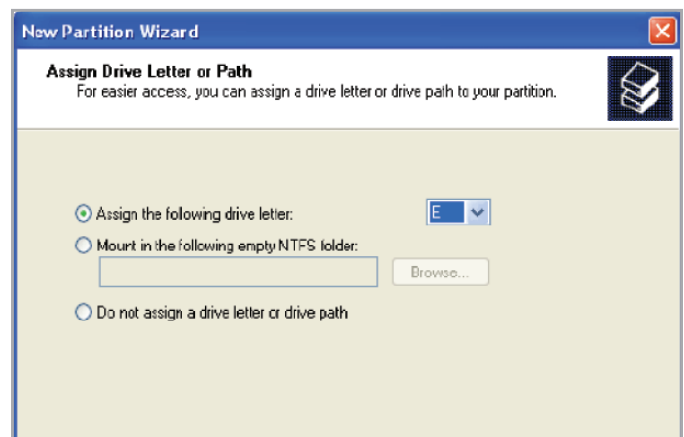 New Partition Wizard
Assign Drive Letter or Path
For easier access, you can assign a drive letter or drive path to your partition.
Assign the following drive letter: E
Mount in the following empty NTFS folder:
Browse...
Do not assign a drive letter or drive path